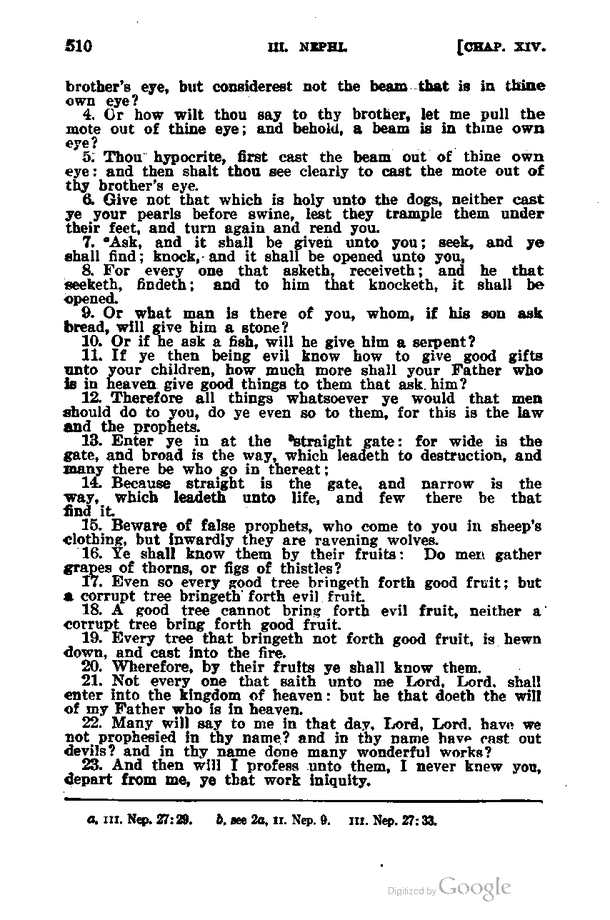 510 III. NEPHI. [CHAP. XIV.
brother's eye, but considerest not the beam that is in thine
own eye?
4. Or how wilt thou say to thy brother, let me pull the
mote out of thine eye; and behold, a beam is in thine own
eye?
5. Thou hypocrite, first cast the beam out of thine own
eye: and then shalt thou see clearly to cast the mote out of
thy brother's eye.
6. Give not that which is holy unto the dogs, neither cast
ye your pearls before swine, lest they trample them under
their feet, and turn again and rend you.
7. ᵃAsk, and it shall be given unto you; seek, and ye
shall find; knock, and it shall be opened unto you,
8. For every one that asketh, receiveth; and he that
seeketh, findeth; and to him that knocketh, it shall be
opened.
9. Or what man is there of you, whom, if his son ask
bread, will give him a stone?
10. Or if he ask a fish, will he give him a serpent?
11. If ye then being evil know how to give good gifts
unto your children, how much more shall your Father who
is in heaven give good things to them that ask him?
12. Therefore all things whatsoever ye would that men
should do to you, do ye even so to them, for this is the law
and the prophets.
13. Enter ye in at the ᵇstraight gate: for wide is the
gate, and broad is the way, which leadeth to destruction, and
many there be who go in thereat;
14. Because straight is the gate, and narrow is the
way, which leadeth unto life, and few there be that
find it.
15. Beware of false prophets, who come to you in sheep's
clothing, but inwardly they are ravening wolves.
16. Ye shall know them by their fruits: Do men gather
grapes of thorns, or figs of thistles?
17. Even so every good tree bringeth forth good fruit; but
a corrupt tree bringeth forth evil fruit.
18. A good tree cannot bring forth evil fruit, neither a
corrupt tree bring forth good fruit.
19. Every tree that bringeth not forth good fruit, is hewn
down, and cast into the fire.
20. Wherefore, by their fruits ye shall know them.
21. Not every one that saith unto me Lord, Lord, shall
enter into the kingdom of heaven: but he that doeth the will
of my Father who is in heaven.
22. Many will say to me in that day, Lord, Lord, have we
not prophesied in thy name? and in thy name have cast out
devils? and in thy name done many wonderful works?
23. And then will I profess unto them, I never knew you,
depart from me, ye that work iniquity.
a, III. Nep. 27:29. b, see 2a, II. Nep. 9. III. Nep. 27:33.
Digitized by Google